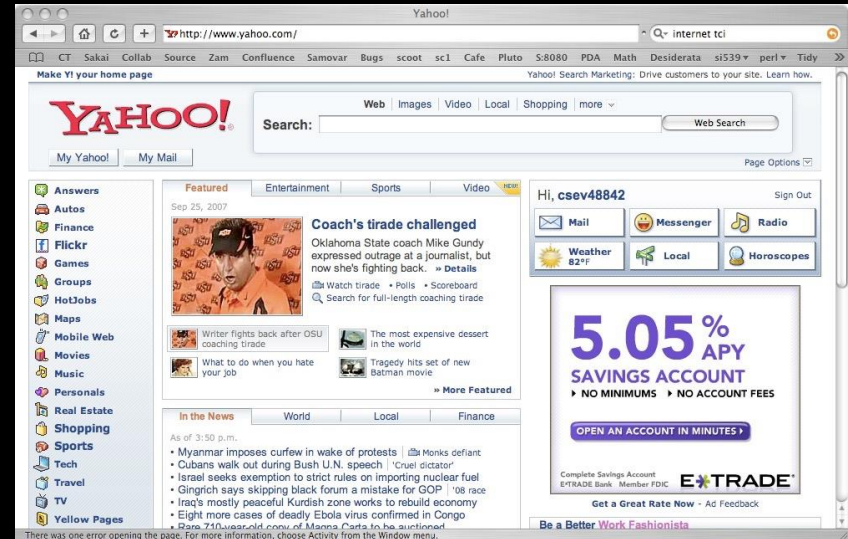 Yahoo!
http://www.yahoo.com/
internet tci
CT Sakai Collab Source Zam Confluence Samovar Bugs scoot sc1 Cafe Pluto S:8080 PDA Math Desiderata si539 perl Tidy
Make Y! your home page
Yahoo! Search Marketing: Drive customers to your site. Learn how.
YAHOO!
Web | Images | Video | Local | Shopping | more
Search:
Web Search
My Yahoo! My Mail
Page Options
Answers
Autos
Finance
Flickr
Games
Groups
HotJobs
Maps
Mobile Web
Movies
Music
Personals
Real Estate
Shopping
Sports
Tech
Travel
TV
Yellow Pages
Featured Entertainment Sports Video NEW!
Sep 25, 2007
Coach's tirade challenged
Oklahoma State coach Mike Gundy
expressed outrage at a journalist, but
now she's fighting back. » Details
Watch tirade • Polls • Scoreboard
Search for full-length coaching tirade
Writer fights back after OSU
coaching tirade
The most expensive dessert
in the world
What to do when you hate
your job
Tragedy hits set of new
Batman movie
» More Featured
In the News World Local Finance
As of 3:50 p.m.
• Myanmar imposes curfew in wake of protests | Monks defiant
• Cubans walk out during Bush U.N. speech | 'Cruel dictator'
• Israel seeks exemption to strict rules on importing nuclear fuel
• Gingrich says skipping black forum a mistake for GOP | '08 race
• Iraq's mostly peaceful Kurdish zone works to rebuild economy
• Eight more cases of deadly Ebola virus confirmed in Congo
• Rare 710-year-old copy of Magna Carta to be auctioned
Hi, csev48842
Sign Out
Mail
Messenger
Radio
Weather
82°F
Local
Horoscopes
5.05% APY
SAVINGS ACCOUNT
NO MINIMUMS NO ACCOUNT FEES
OPEN AN ACCOUNT IN MINUTES
Complete Savings Account
E*TRADE Bank Member FDIC
E*TRADE
Get a Great Rate Now - Ad Feedback
Be a Better Work Fashionista
There was one error opening the page. For more information, choose Activity from the Window menu.